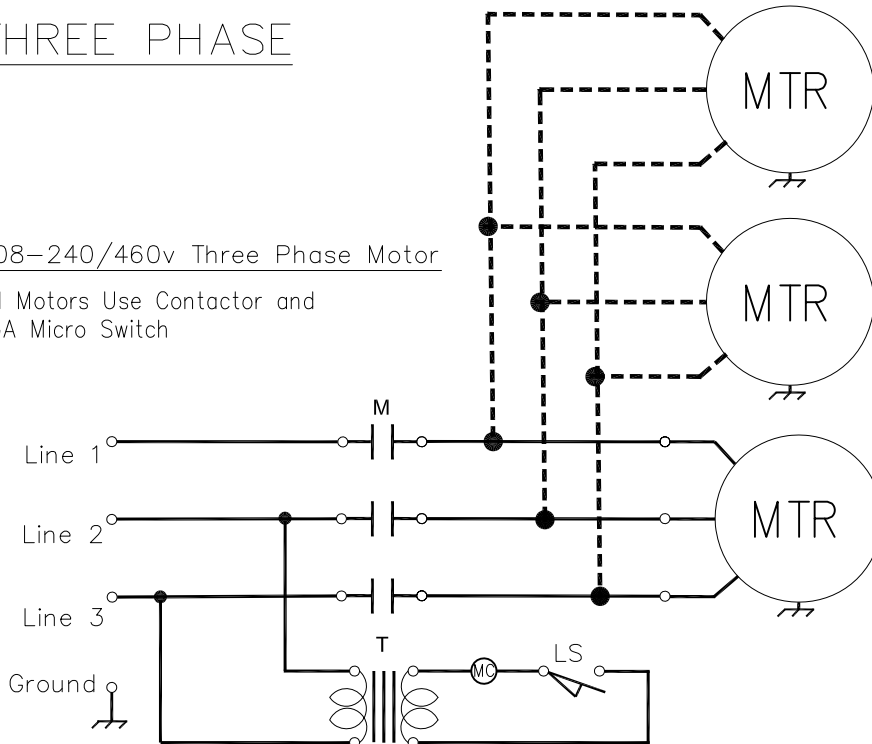 THREE PHASE
MTR
08-240/460v Three Phase Motor
Motors Use Contactor and
A Micro Switch
MTR
M
Line 1
Line 2
MTR
Line 3
T
LS
MC
Ground